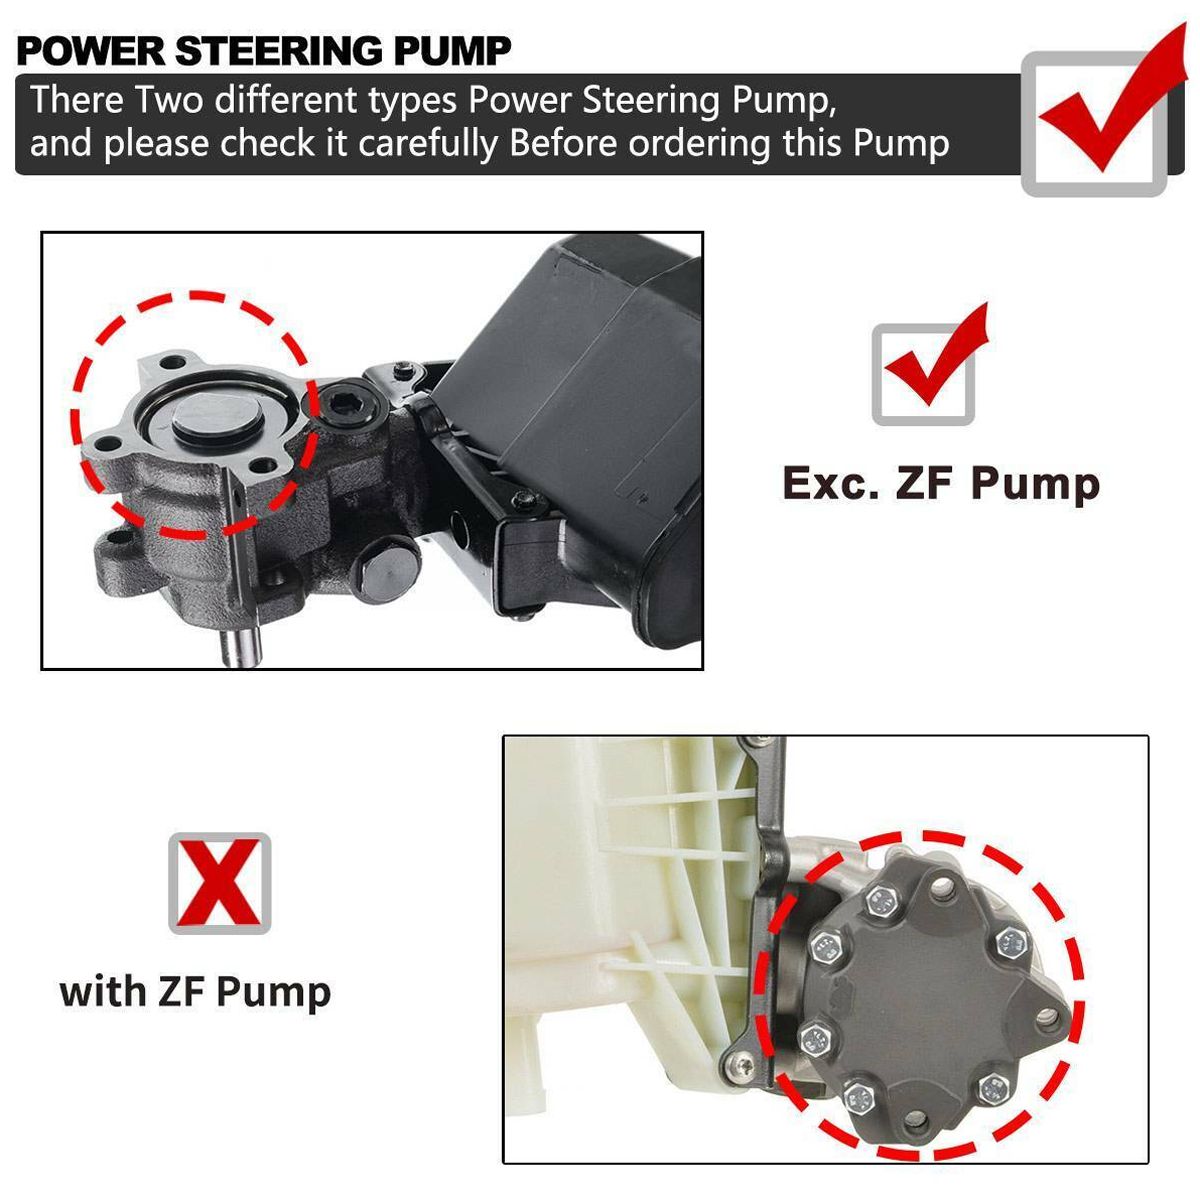 POWER STEERING PUMP
There Two different types Power Steering Pump,
and please check it carefully Before ordering this Pump
Exc. ZF Pump
with ZF Pump